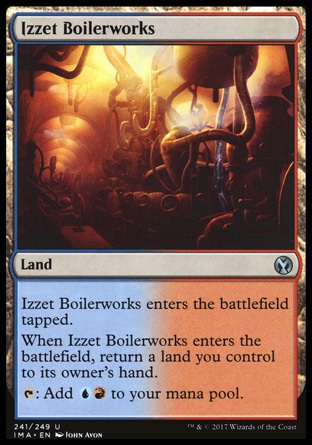 Izzet Boilerworks
Land
Izzet Boilerworks enters the battlefield
tapped.
When Izzet Boilerworks enters the
battlefield, return a land you control
to its owner's hand.
: Add to your mana pool.
241/249 U
IMA • EN John Avon
™ & © 2017 Wizards of the Coast